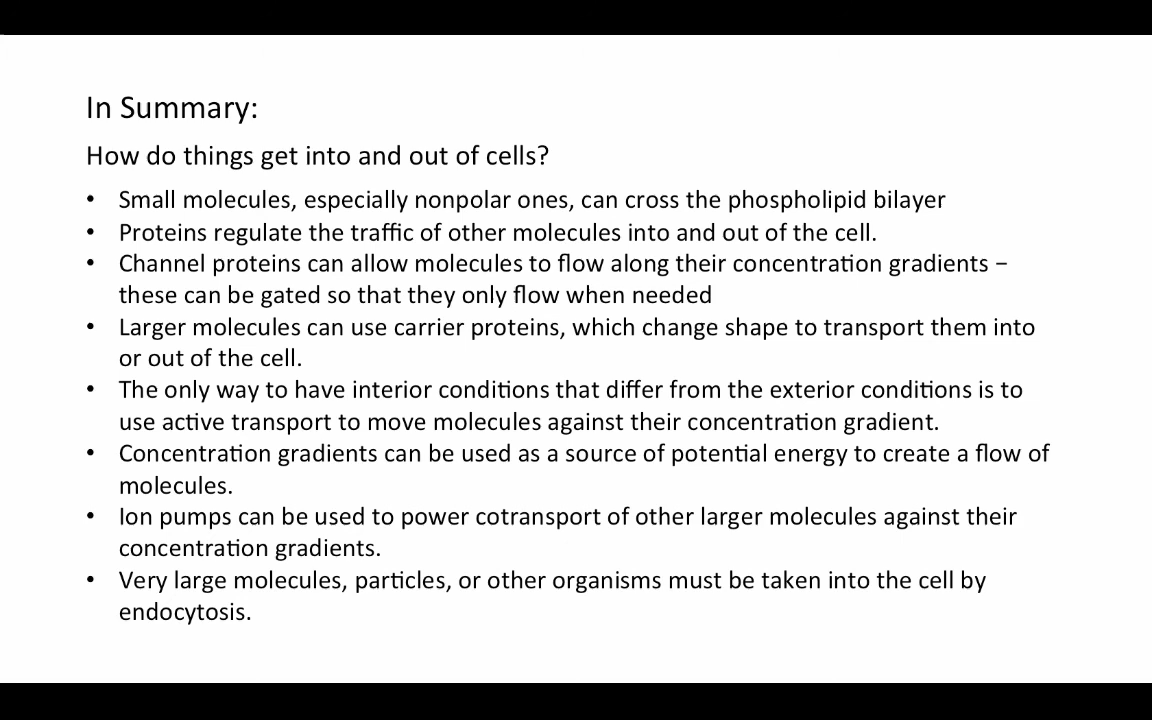 In Summary:
How do things get into and out of cells?
• Small molecules, especially nonpolar ones, can cross the phospholipid bilayer
• Proteins regulate the traffic of other molecules into and out of the cell.
• Channel proteins can allow molecules to flow along their concentration gradients –
these can be gated so that they only flow when needed
• Larger molecules can use carrier proteins, which change shape to transport them into
or out of the cell.
• The only way to have interior conditions that differ from the exterior conditions is to
use active transport to move molecules against their concentration gradient.
• Concentration gradients can be used as a source of potential energy to create a flow of
molecules.
• Ion pumps can be used to power cotransport of other larger molecules against their
concentration gradients.
• Very large molecules, particles, or other organisms must be taken into the cell by
endocytosis.